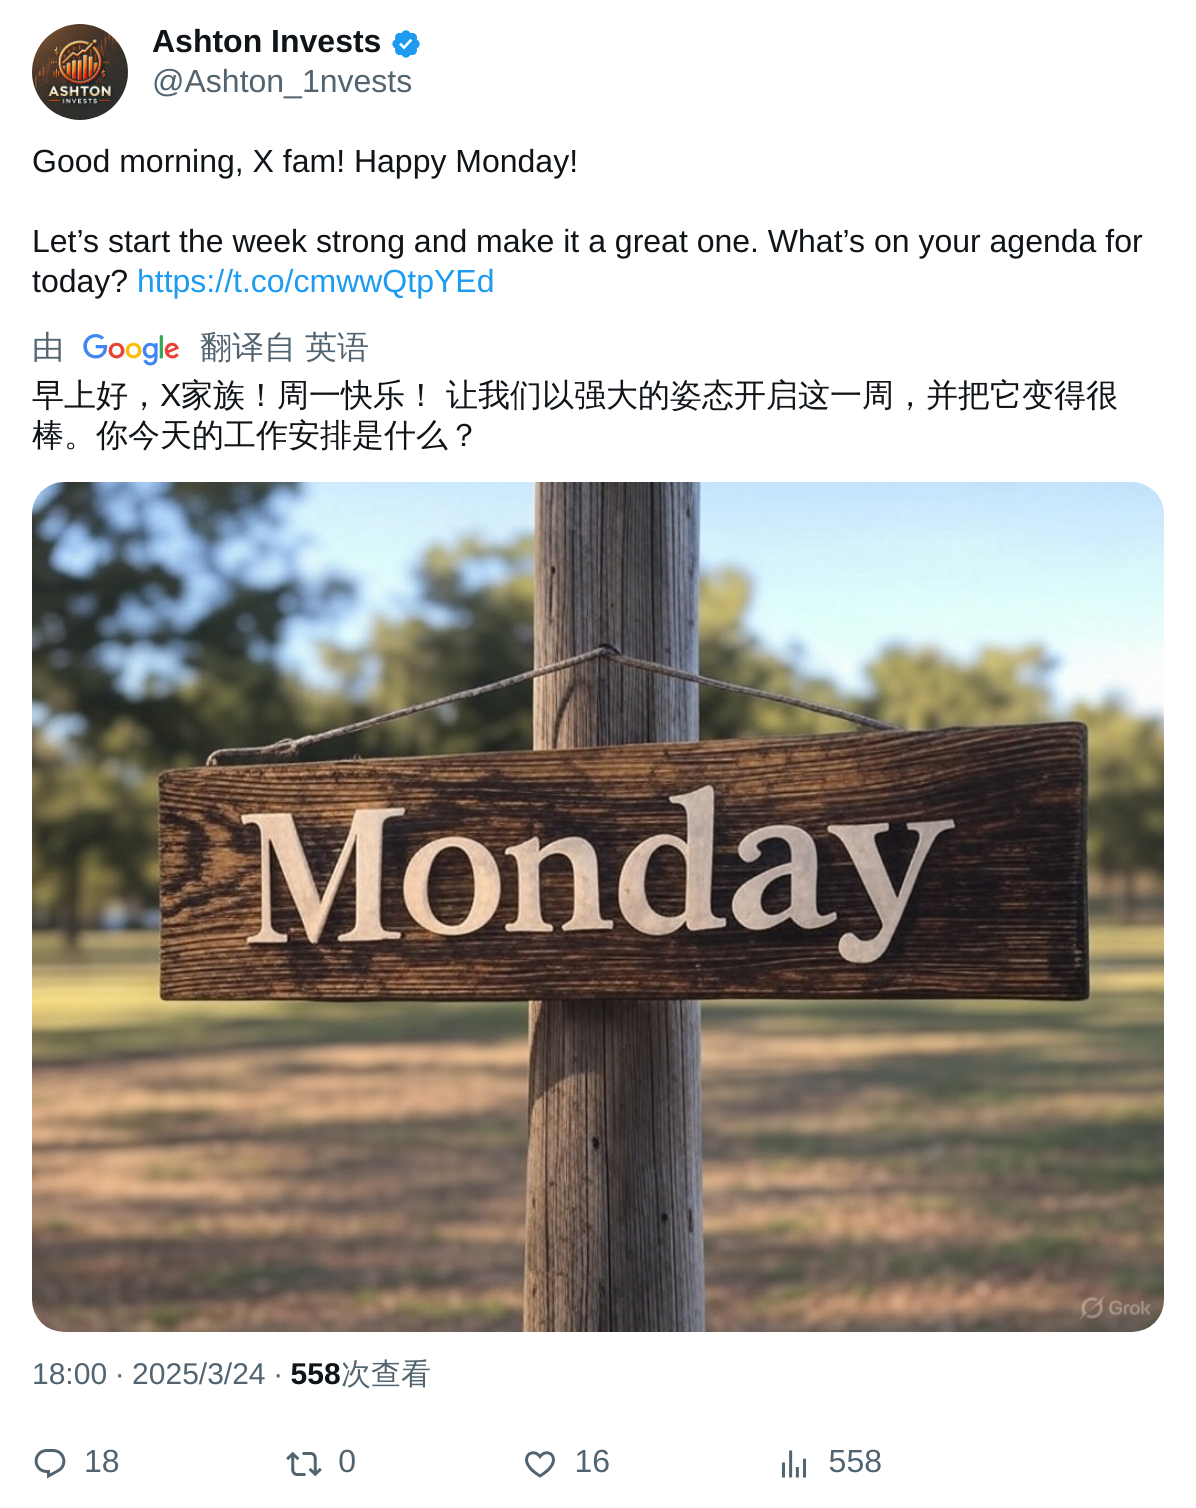 ASHTON
INVESTS
Ashton Invests
@Ashton_1nvests
Good morning, X fam! Happy Monday!
Let’s start the week strong and make it a great one. What’s on your agenda for
today? https://t.co/cmwwQtpYEd
由 Google 翻译自 英语
早上好，X家族！周一快乐！ 让我们以强大的姿态开启这一周，并把它变得很
棒。你今天的工作安排是什么？
Monday
Grok
18:00 · 2025/3/24 · 558次查看
18 0 16 558